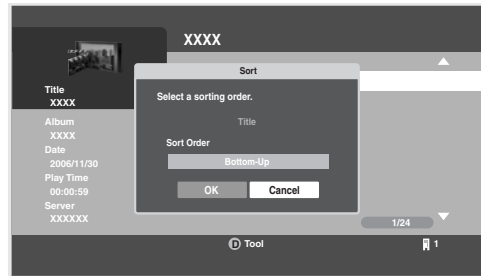 XXXX
Sort
Select a sorting order.
Title
Sort Order
Bottom-Up
OK Cancel
Title
XXXX
Album
XXXX
Date
2006/11/30
Play Time
00:00:59
Server
XXXXXX
1/24
D Tool
1